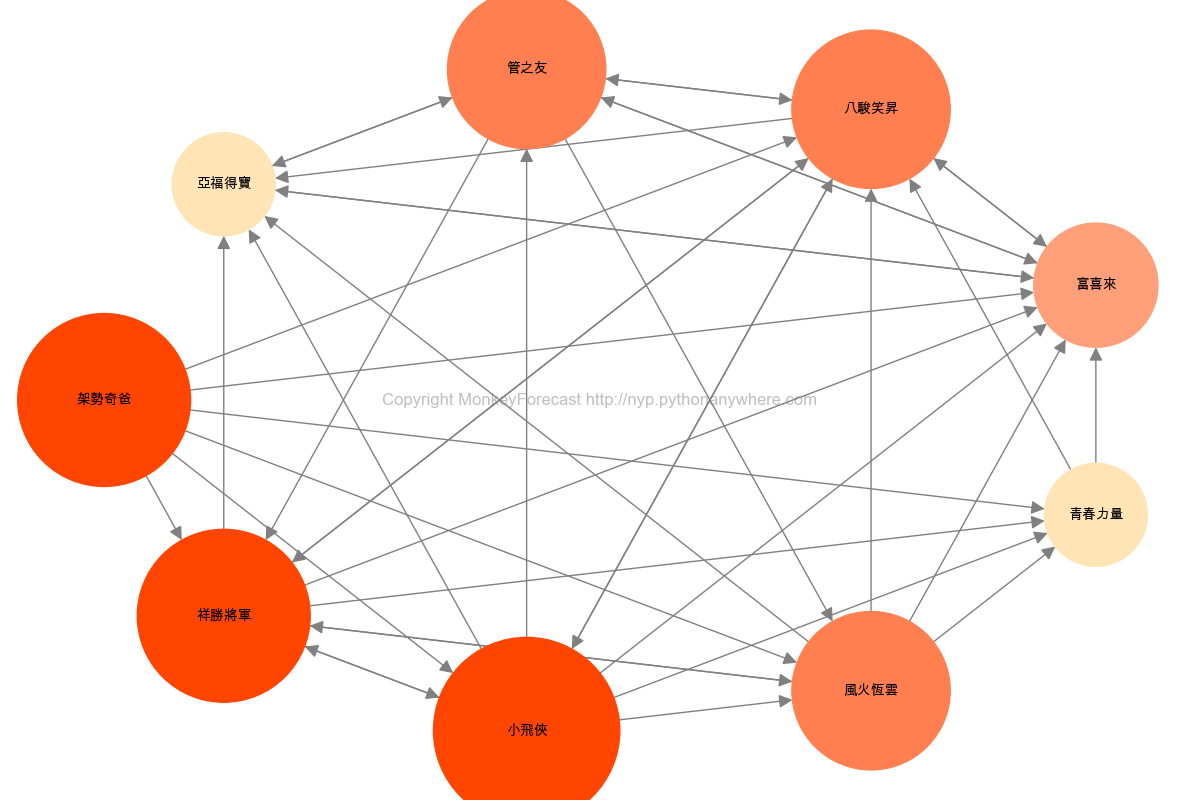 管之友
八駿笑昇
亞福得寶
富喜來
架勢奇爸
Copyright MonkeyForecast http://nyp.pythonanywhere.com
青春力量
祥勝將軍
風火恆雲
小飛俠